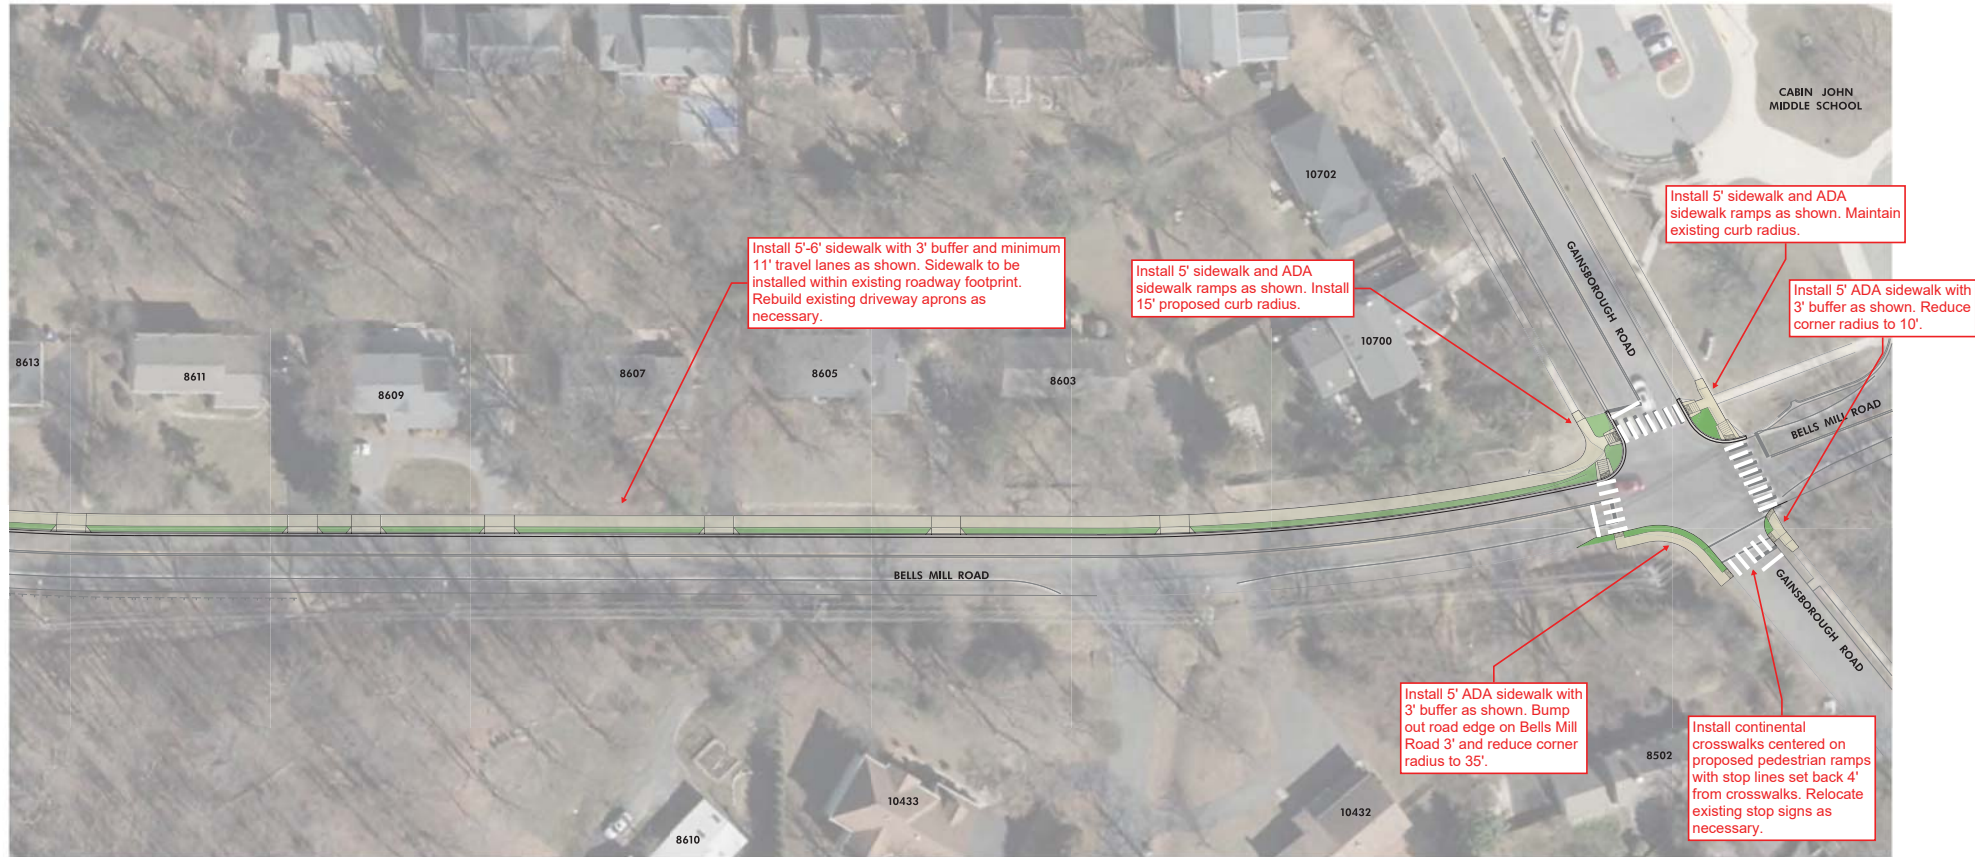 CABIN JOHN
MIDDLE SCHOOL
10702
Install 5' sidewalk and ADA
sidewalk ramps as shown. Maintain
existing curb radius.
Install 5'-6' sidewalk with 3' buffer and minimum
11' travel lanes as shown. Sidewalk to be
installed within existing roadway footprint.
Rebuild existing driveway aprons as
necessary.
Install 5' sidewalk and ADA
sidewalk ramps as shown. Install
15' proposed curb radius.
GAINSBOROUGH ROAD
Install 5' ADA sidewalk with
3' buffer as shown. Reduce
corner radius to 10'.
8613
8611
8609
8607
8605
8603
10700
BELLS MILL ROAD
BELLS MILL ROAD
GAINSBOROUGH ROAD
Install 5' ADA sidewalk with
3' buffer as shown. Bump
out road edge on Bells Mill
Road 3' and reduce corner
radius to 35'.
Install continental
crosswalks centered on
proposed pedestrian ramps
with stop lines set back 4'
from crosswalks. Relocate
existing stop signs as
necessary.
8502
10433
10432
8610